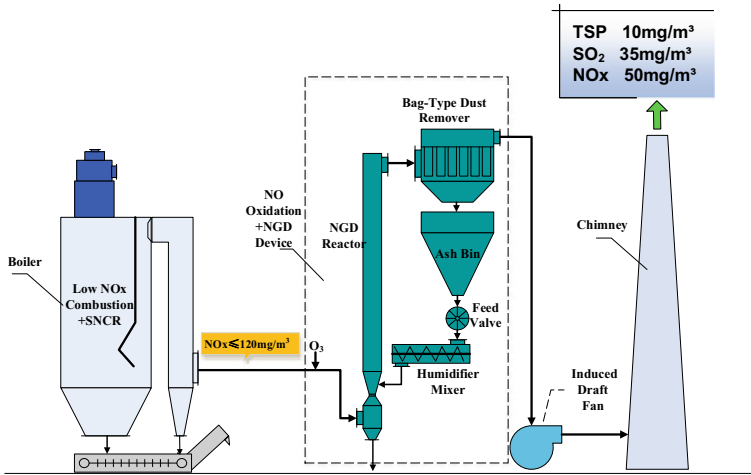 TSP 10mg/m³
SO₂ 35mg/m³
NOx 50mg/m³
Bag-Type Dust
Remover
NO
Oxidation
+NGD
Device
NGD
Reactor
Chimney
Boiler
Ash Bin
Low NOx
Combustion
+SNCR
Feed
Valve
NOx≤120mg/m³
O₃
Humidifier
Mixer
Induced
Draft
Fan